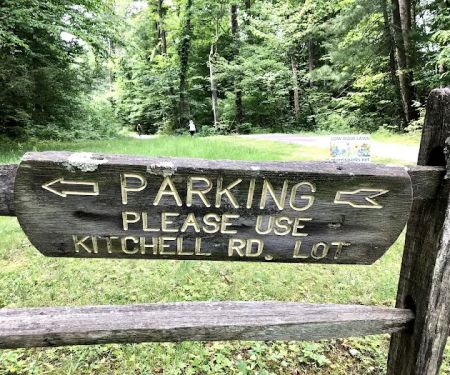 PARKING
PLEASE USE
KITCHELL RD. LOT